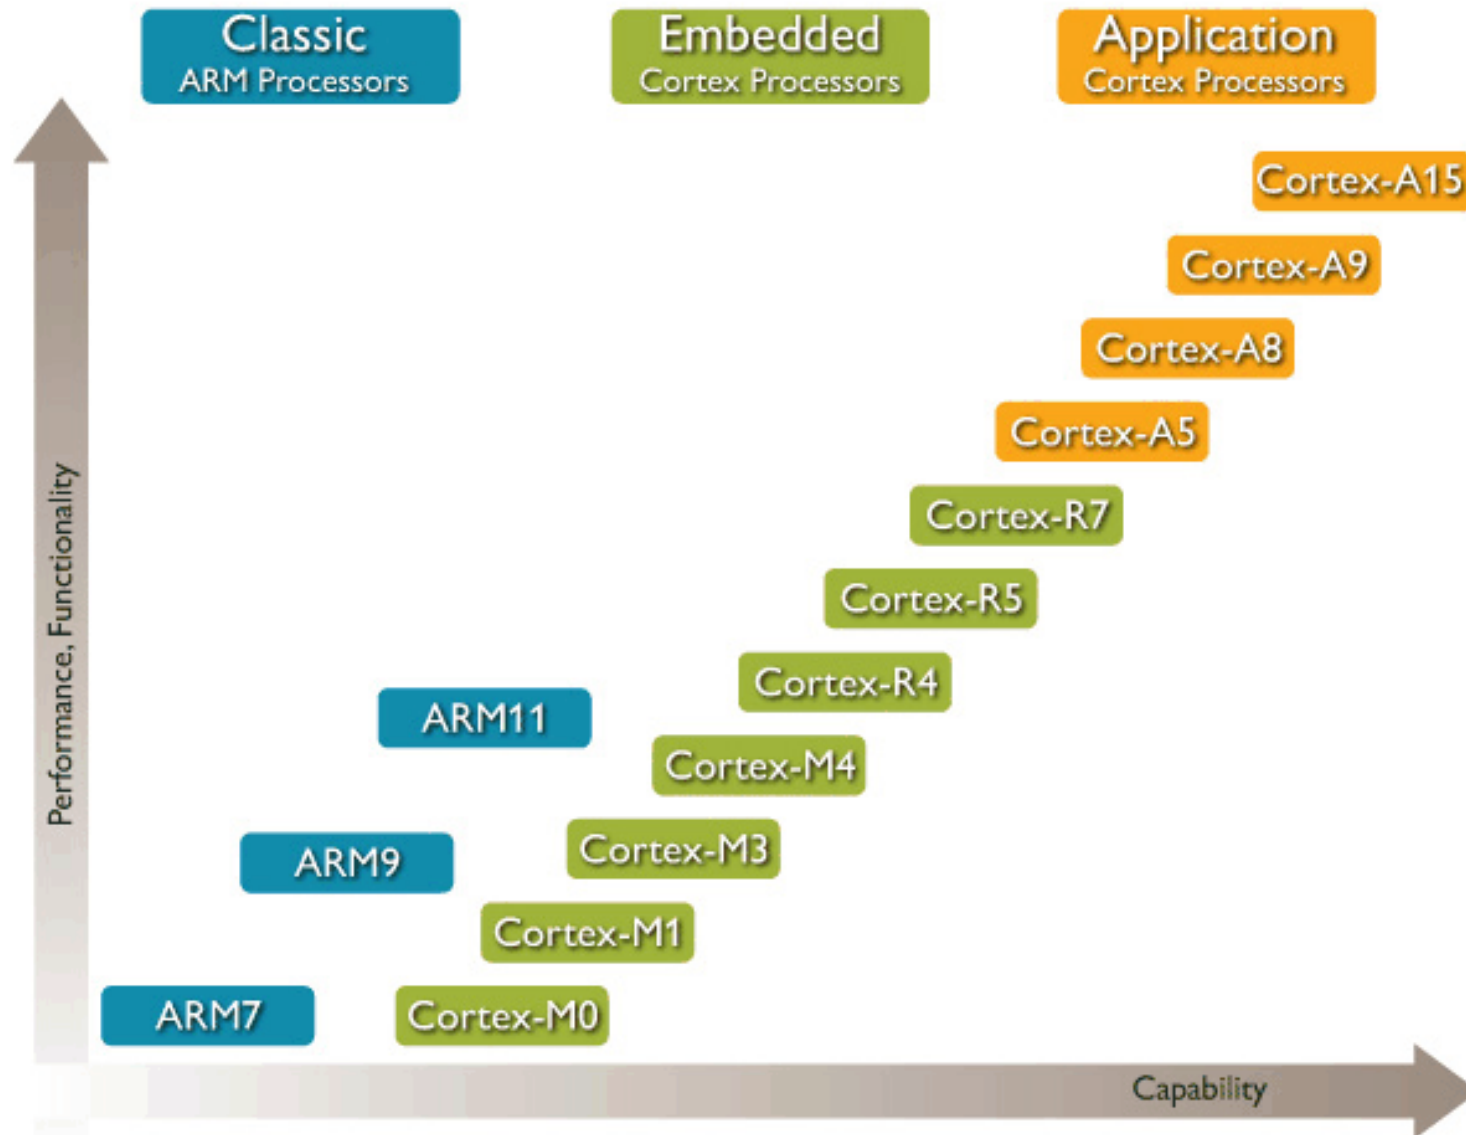 Classic
ARM Processors
Embedded
Cortex Processors
Application
Cortex Processors
Cortex-A15
Cortex-A9
Cortex-A8
Cortex-A5
Cortex-R7
Cortex-R5
Cortex-R4
ARM11
Cortex-M4
Cortex-M3
ARM9
Cortex-M1
ARM7
Cortex-M0
Performance, Functionality
Capability